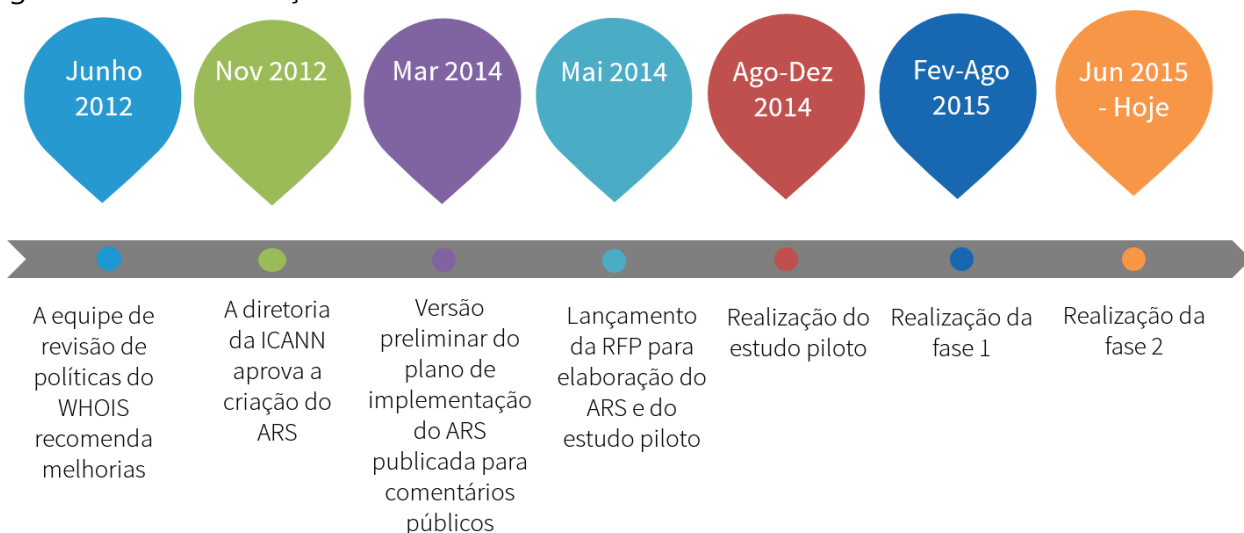 Junho
2012
Nov 2012
Mar 2014
Mai 2014
Ago-Dez
2014
Fev-Ago
2015
Jun 2015
- Hoje
A equipe de
revisão de
políticas do
WHOIS
recomenda
melhorias
A diretoria
da ICANN
aprova a
criação do
ARS
Versão
preliminar do
plano de
implementação
do ARS
publicada para
comentários
públicos
Lançamento
da RFP para
elaboração do
ARS e do
estudo piloto
Realização do
estudo piloto
Realização da
fase 1
Realização da
fase 2